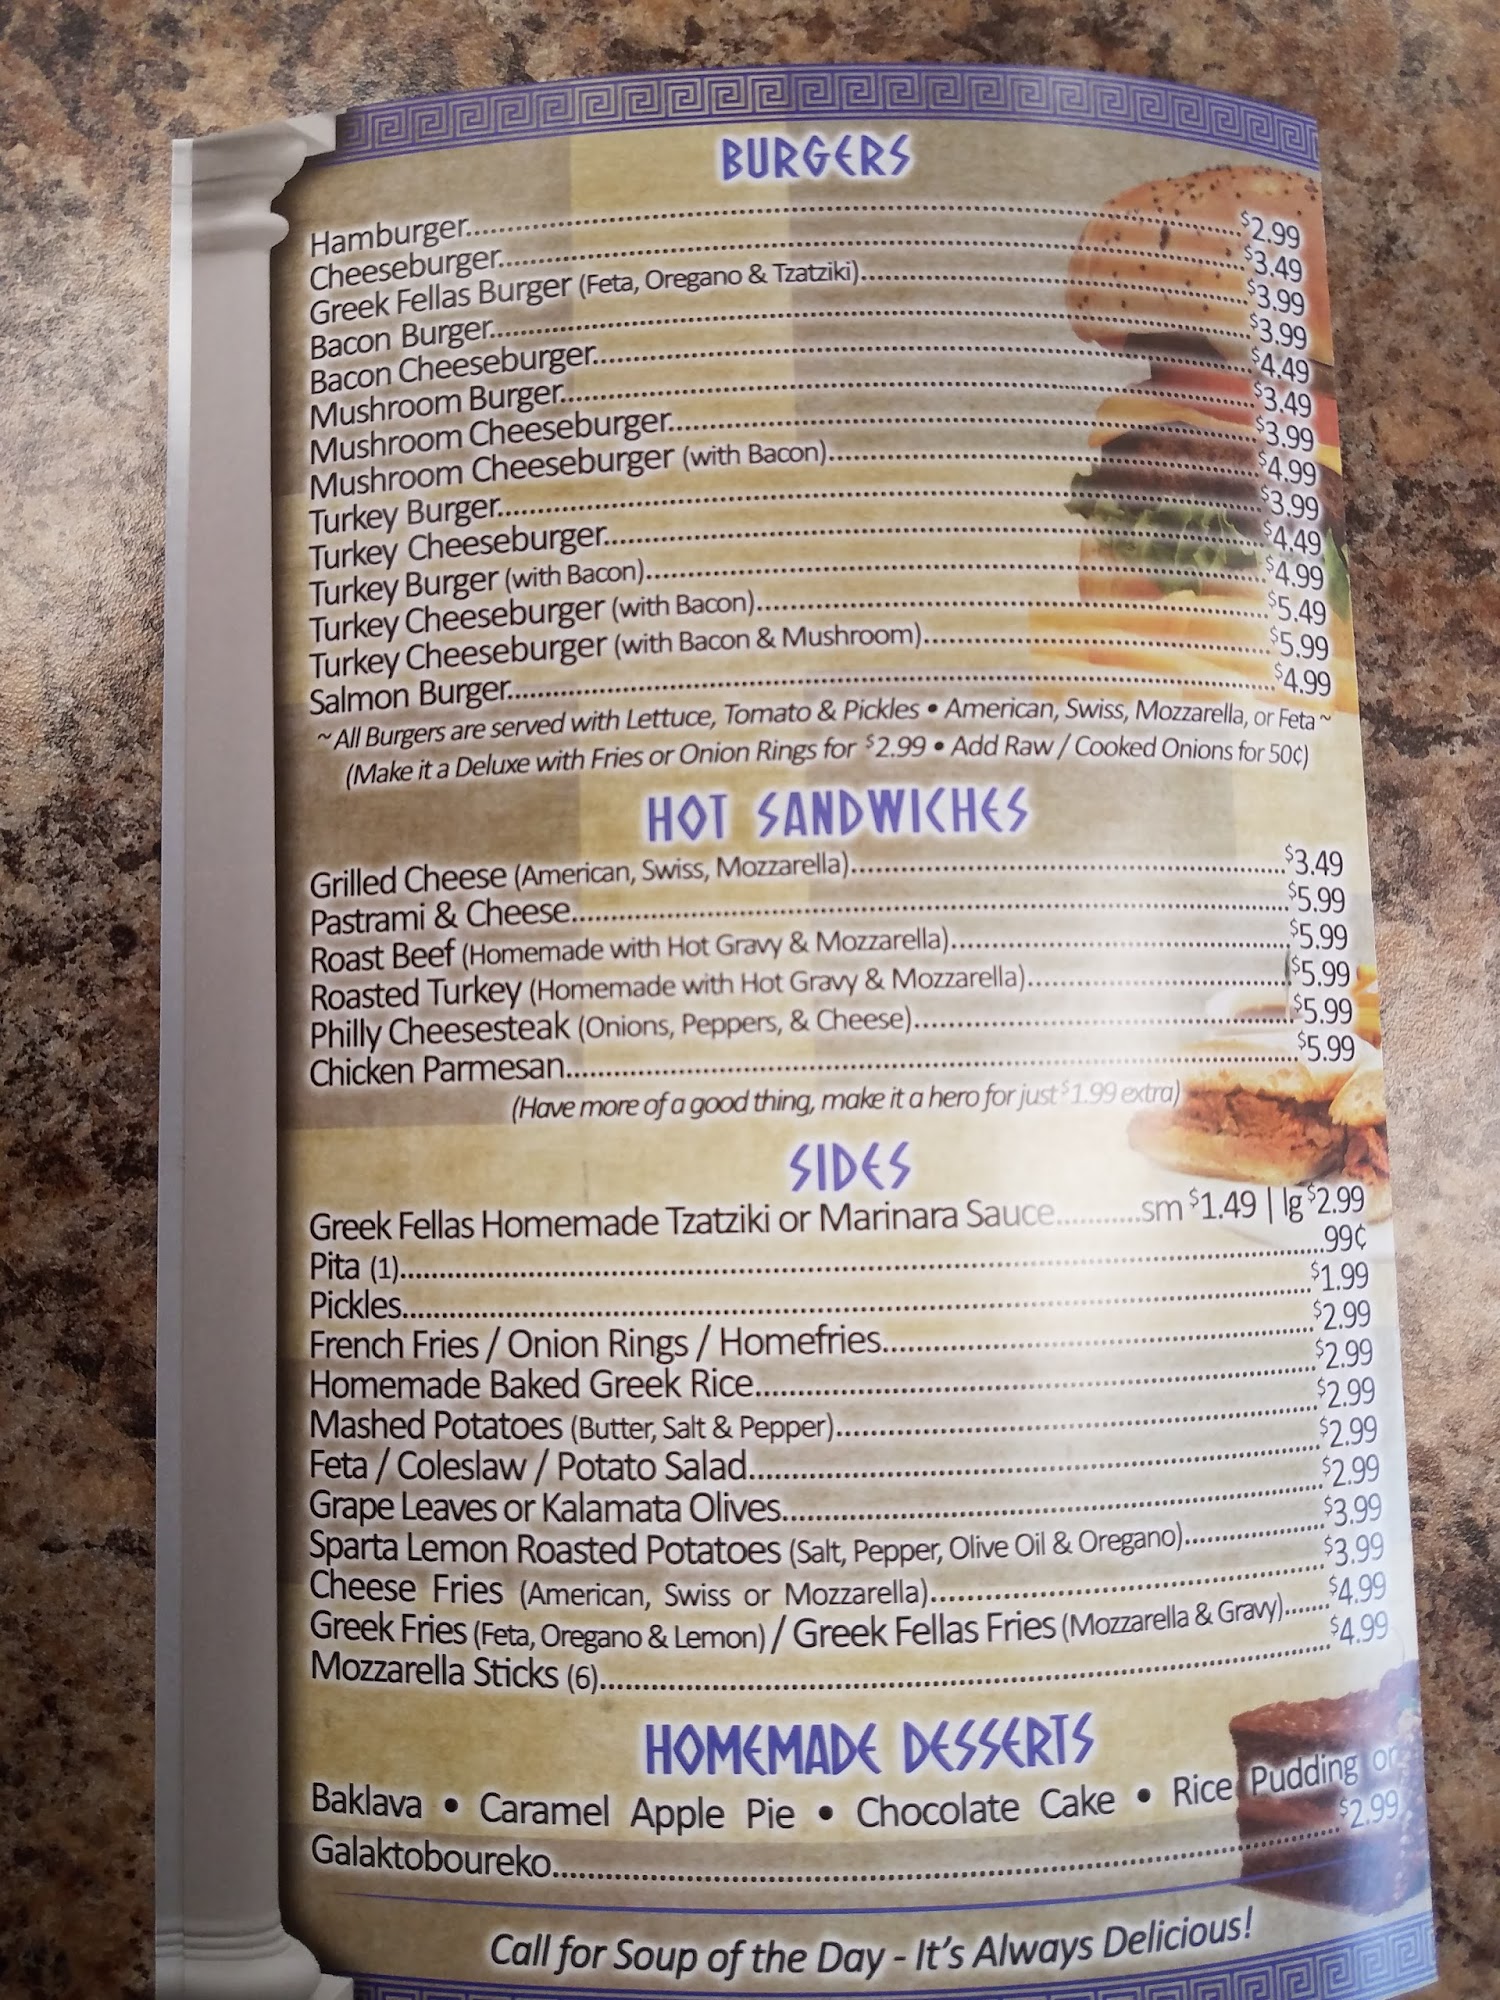 BURGERS
Hamburger..........$2.99
Cheeseburger..........$3.49
Greek Fellas Burger (Feta, Oregano & Tzatziki)..........$3.99
Bacon Burger..........$3.99
Bacon Cheeseburger..........$4.49
Mushroom Burger..........$3.49
Mushroom Cheeseburger..........$3.99
Mushroom Cheeseburger (with Bacon)..........$4.99
Turkey Burger..........$3.99
Turkey Cheeseburger..........$4.49
Turkey Burger (with Bacon)..........$4.99
Turkey Cheeseburger (with Bacon)..........$5.49
Turkey Cheeseburger (with Bacon & Mushroom)..........$5.99
Salmon Burger..........$4.99
~All Burgers are served with Lettuce, Tomato & Pickles • American, Swiss, Mozzarella, or Feta~
(Make it a Deluxe with Fries or Onion Rings for $2.99 • Add Raw / Cooked Onions for 50¢)
HOT SANDWICHES
Grilled Cheese (American, Swiss, Mozzarella)..........$3.49
Pastrami & Cheese..........$5.99
Roast Beef (Homemade with Hot Gravy & Mozzarella)..........$5.99
Roasted Turkey (Homemade with Hot Gravy & Mozzarella)..........$5.99
Philly Cheesesteak (Onions, Peppers, & Cheese)..........$5.99
Chicken Parmesan..........$5.99
(Have more of a good thing, make it a hero for just $1.99 extra)
SIDES
Greek Fellas Homemade Tzatziki or Marinara Sauce..........sm $1.49 | lg $2.99
Pita (1)..........99¢
Pickles..........$1.99
French Fries / Onion Rings / Homefries..........$2.99
Homemade Baked Greek Rice..........$2.99
Mashed Potatoes (Butter, Salt & Pepper)..........$2.99
Feta / Coleslaw / Potato Salad..........$2.99
Grape Leaves or Kalamata Olives..........$2.99
Sparta Lemon Roasted Potatoes (Salt, Pepper, Olive Oil & Oregano)..........$3.99
Cheese Fries (American, Swiss or Mozzarella)..........$3.99
Greek Fries (Feta, Oregano & Lemon) / Greek Fellas Fries (Mozzarella & Gravy).......$4.99
Mozzarella Sticks (6)..........$4.99
HOMEMADE DESSERTS
Baklava • Caramel Apple Pie • Chocolate Cake • Rice Pudding or
Galaktoboureko..........$2.99
Call for Soup of the Day - It's Always Delicious!